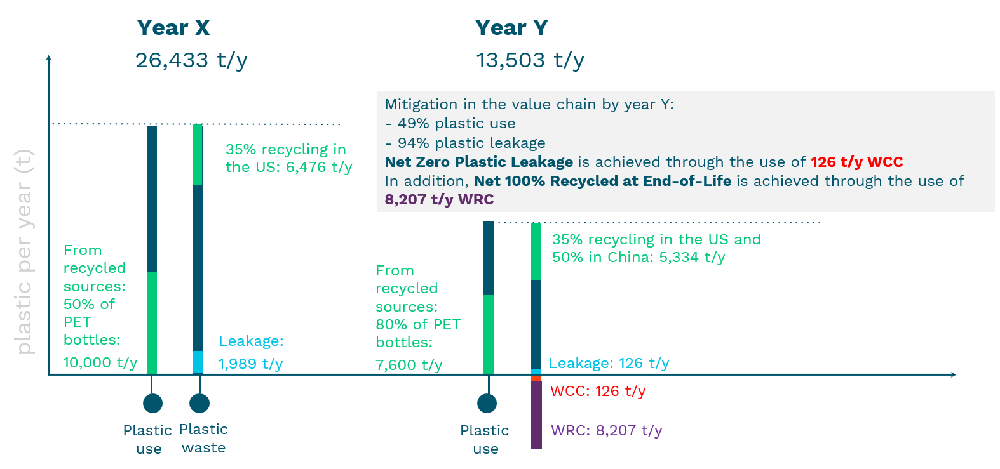 Year X
26,433 t/y
Year Y
13,503 t/y
plastic per year (t)
Mitigation in the value chain by year Y:
- 49% plastic use
- 94% plastic leakage
Net Zero Plastic Leakage is achieved through the use of 126 t/y WCC
In addition, Net 100% Recycled at End-of-Life is achieved through the use of
8,207 t/y WRC
35% recycling in
the US: 6,476 t/y
From
recycled
sources:
50% of
PET
bottles:
10,000 t/y
Leakage:
1,989 t/y
Plastic
use
Plastic
waste
35% recycling in the US and
50% in China: 5,334 t/y
From
recycled
sources:
80% of PET
bottles:
7,600 t/y
Leakage: 126 t/y
WCC: 126 t/y
WRC: 8,207 t/y
Plastic
use